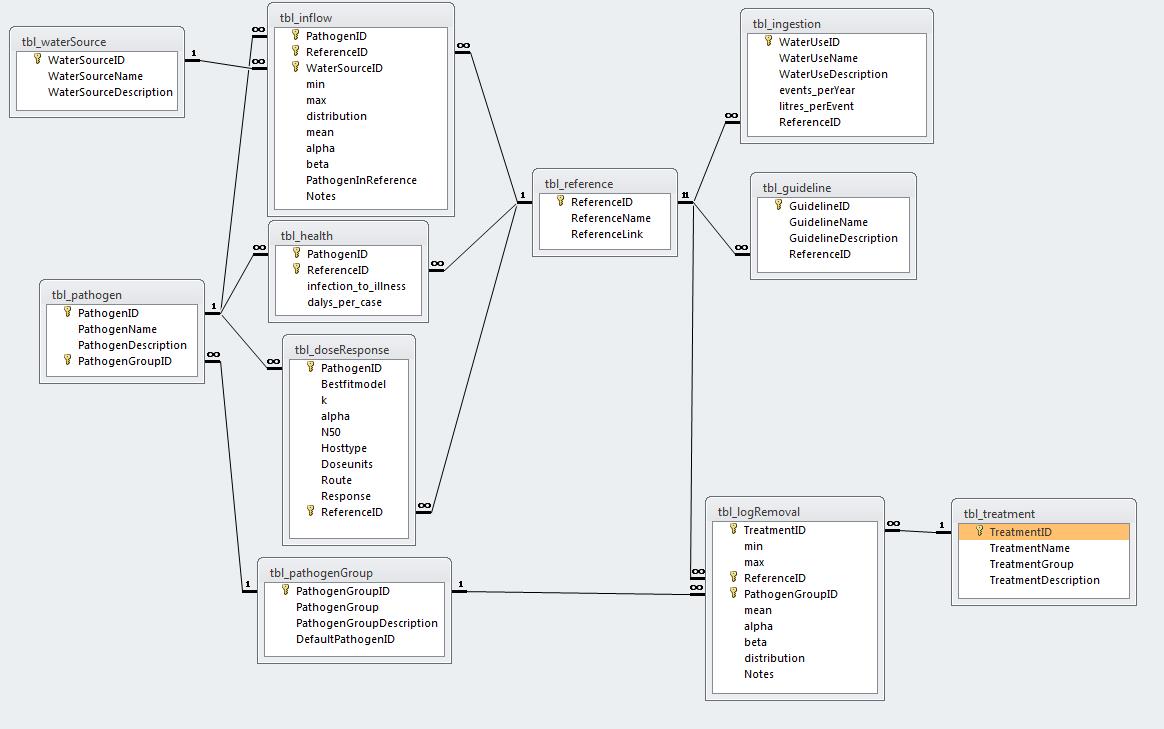 tbl_waterSource
WaterSourceID
WaterSourceName
WaterSourceDescription
1
∞
∞
tbl_inflow
PathogenID
ReferenceID
WaterSourceID
min
max
distribution
mean
alpha
beta
PathogenInReference
Notes
∞
tbl_ingestion
WaterUseID
WaterUseName
WaterUseDescription
events_perYear
litres_perEvent
ReferenceID
∞
tbl_reference
ReferenceID
ReferenceName
ReferenceLink
1
11
tbl_guideline
GuidelineID
GuidelineName
GuidelineDescription
ReferenceID
∞
tbl_health
PathogenID
ReferenceID
infection_to_illness
dalys_per_case
∞
∞
tbl_pathogen
PathogenID
PathogenName
PathogenDescription
PathogenGroupID
1
∞
tbl_doseResponse
PathogenID
Bestfitmodel
k
alpha
N50
Hosttype
Doseunits
Route
Response
ReferenceID
∞
∞
tbl_pathogenGroup
PathogenGroupID
PathogenGroup
PathogenGroupDescription
DefaultPathogenID
1
1
tbl_logRemoval
TreatmentID
min
max
ReferenceID
PathogenGroupID
mean
alpha
beta
distribution
Notes
∞
∞
∞
1
tbl_treatment
TreatmentID
TreatmentName
TreatmentGroup
TreatmentDescription